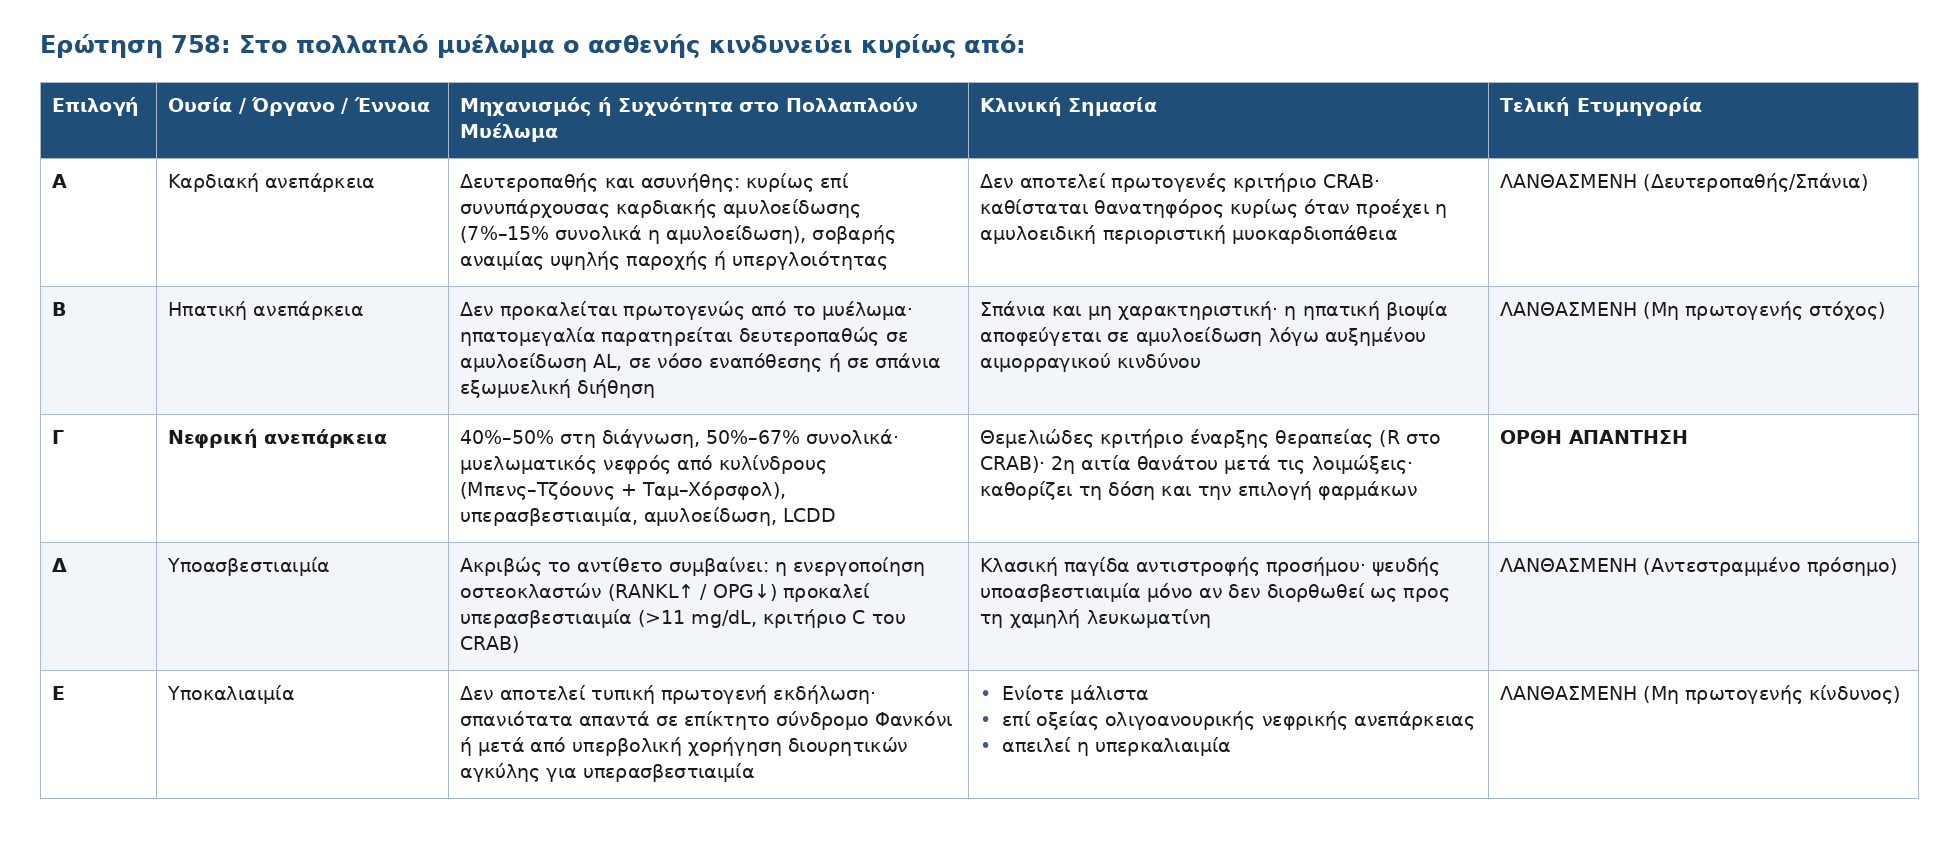 Ερώτηση 758: Στο πολλαπλό μυέλωμα ο ασθενής κινδυνεύει κυρίως από:
Επιλογή
Ουσία / Όργανο / Έννοια
Μηχανισμός ή Συχνότητα στο Πολλαπλούν
Μυέλωμα
Κλινική Σημασία
Τελική Ετυμηγορία
Α
Καρδιακή ανεπάρκεια
Δευτεροπαθής και ασυνήθης: κυρίως επί
συνυπάρχουσας καρδιακής αμυλοείδωσης
(7%–15% συνολικά η αμυλοείδωση), σοβαρής
αναιμίας υψηλής παροχής ή υπεργλοιότητας
Δεν αποτελεί πρωτογενές κριτήριο CRAB·
καθίσταται θανατηφόρος κυρίως όταν προέχει η
αμυλοειδική περιοριστική μυοκαρδιοπάθεια
ΛΑΝΘΑΣΜΕΝΗ (Δευτεροπαθής/Σπάνια)
Β
Ηπατική ανεπάρκεια
Δεν προκαλείται πρωτογενώς από το μυέλωμα·
ηπατομεγαλία παρατηρείται δευτεροπαθώς σε
αμυλοείδωση AL, σε νόσο εναπόθεσης ή σε σπάνια
εξωμυελική διήθηση
Σπάνια και μη χαρακτηριστική· η ηπατική βιοψία
αποφεύγεται σε αμυλοείδωση λόγω αυξημένου
αιμορραγικού κινδύνου
ΛΑΝΘΑΣΜΕΝΗ (Μη πρωτογενής στόχος)
Γ
Νεφρική ανεπάρκεια
40%–50% στη διάγνωση, 50%–67% συνολικά·
μυελωματικός νεφρός από κυλίνδρους
(Μπενς–Τζόουνς + Ταμ–Χόρσφολ),
υπερασβεστιαιμία, αμυλοείδωση, LCDD
Θεμελιώδες κριτήριο έναρξης θεραπείας (R στο
CRAB)· 2η αιτία θανάτου μετά τις λοιμώξεις·
καθορίζει τη δόση και την επιλογή φαρμάκων
ΟΡΘΗ ΑΠΑΝΤΗΣΗ
Δ
Υποασβεστιαιμία
Ακριβώς το αντίθετο συμβαίνει: η ενεργοποίηση
οστεοκλαστών (RANKL↑ / OPG↓) προκαλεί
υπερασβεστιαιμία (>11 mg/dL, κριτήριο C του
CRAB)
Κλασική παγίδα αντιστροφής προσήμου· ψευδής
υποασβεστιαιμία μόνο αν δεν διορθωθεί ως προς
τη χαμηλή λευκωματίνη
ΛΑΝΘΑΣΜΕΝΗ (Αντεστραμμένο πρόσημο)
Ε
Υποκαλιαιμία
Δεν αποτελεί τυπική πρωτογενή εκδήλωση·
σπανιότατα απαντά σε επίκτητο σύνδρομο Φανκόνι
ή μετά από υπερβολική χορήγηση διουρητικών
αγκύλης για υπερασβεστιαιμία
• Ενίοτε μάλιστα
• επί οξείας ολιγοανουρικής νεφρικής ανεπάρκειας
• απειλεί η υπερκαλιαιμία
ΛΑΝΘΑΣΜΕΝΗ (Μη πρωτογενής κίνδυνος)